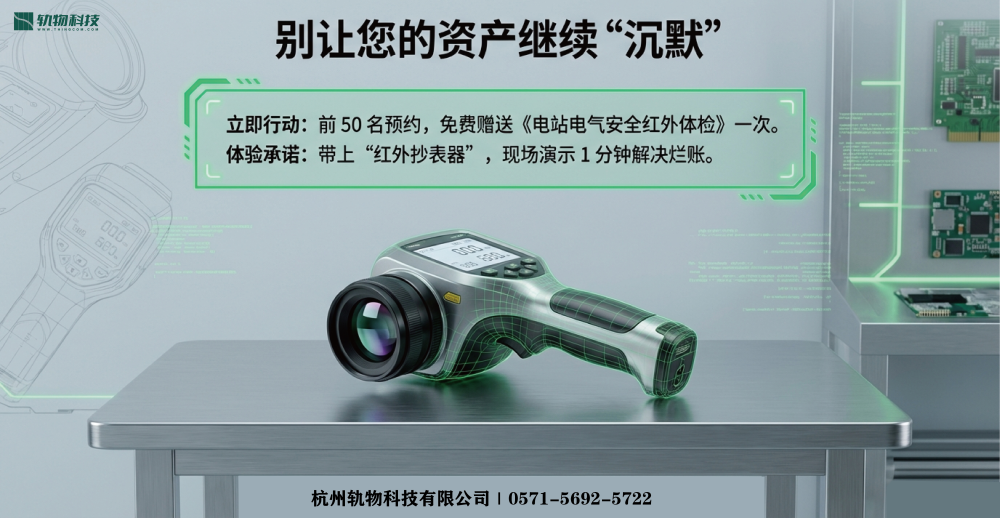 轨物科技
WWW.THINGCOM.COM
别让您的资产继续“沉默”
立即行动：前 50 名预约，免费赠送《电站电气安全红外体检》一次。
体验承诺：带上“红外抄表器”，现场演示 1 分钟解决烂账。
杭州轨物科技有限公司 | 0571-5692-5722